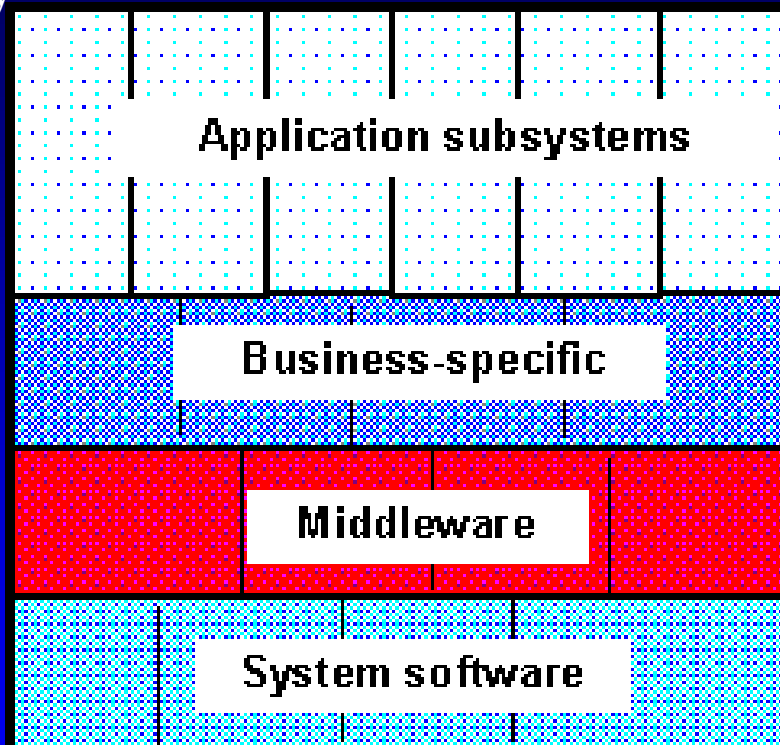 Application subsystems
Business-specific
Middleware
System software